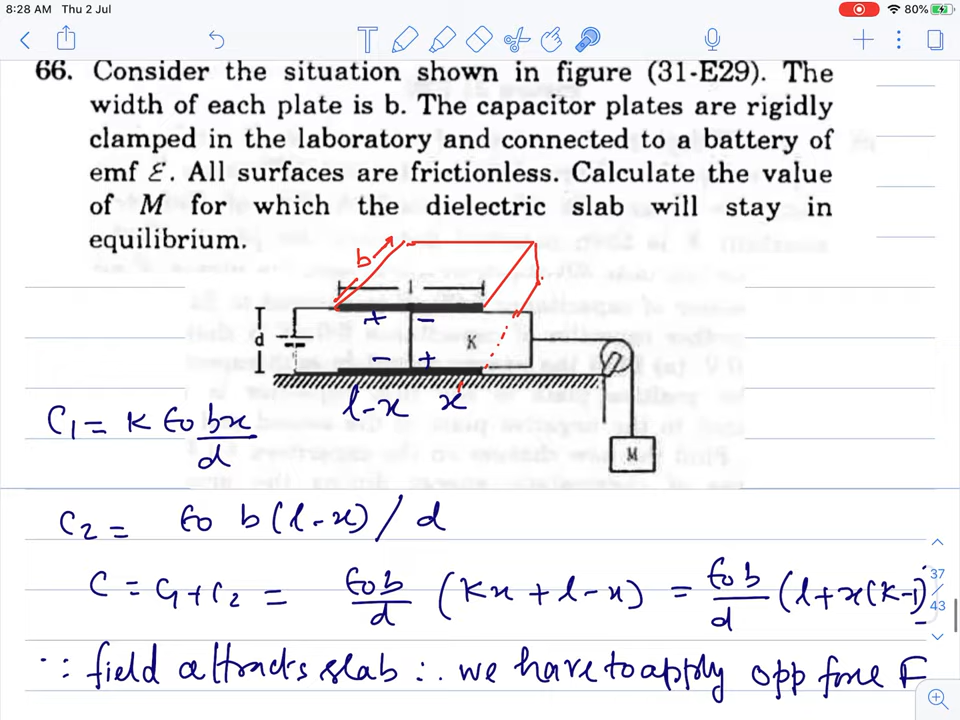 8:28 AM Thu 2 Jul
80%
66. Consider the situation shown in figure (31-E29). The
width of each plate is b. The capacitor plates are rigidly
clamped in the laboratory and connected to a battery of
emf ℰ. All surfaces are frictionless. Calculate the value
of M for which the dielectric slab will stay in
equilibrium.
b
l
+ −
d
K
− +
l-x x
M
C₁ = K ε₀ bx/d
C₂ = ε₀ b(l-x)/d
C = C₁+C₂ = ε₀b/d (Kx + l-x) = ε₀b/d (l+x(K-1)
∵ field attracts slab ∴ we have to apply opp force F
37
43